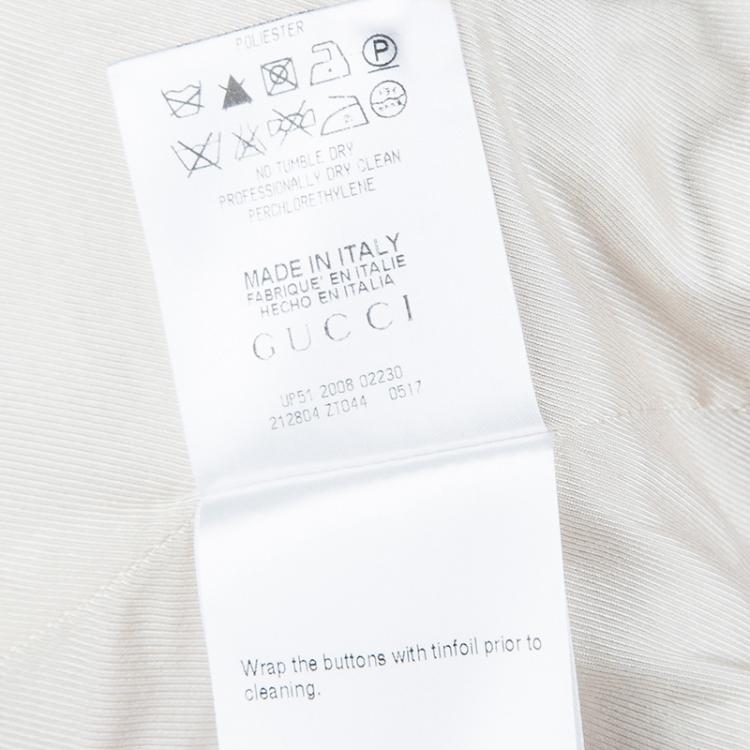 POLIESTER
P
NO TUMBLE DRY
PROFESSIONALLY DRY CLEAN
PERCHLORETHYLENE
MADE IN ITALY
FABRIQUE' EN ITALIE
HECHO EN ITALIA
GUCCI
UP51 2008 02230
212804 ZT044 0517
Wrap the buttons with tinfoil prior to
cleaning.